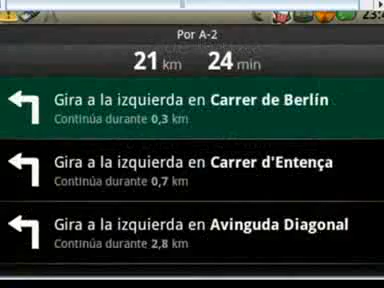 Por A-2
21 km 24 min
Gira a la izquierda en Carrer de Berlín
Continúa durante 0,3 km
Gira a la izquierda en Carrer d'Entença
Continúa durante 0,7 km
Gira a la izquierda en Avinguda Diagonal
Continúa durante 2,8 km